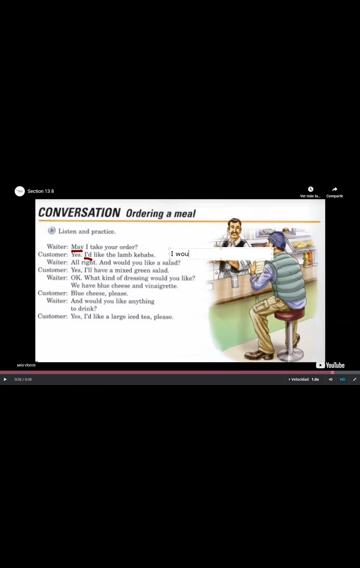 Section 13 8
Compartir
CONVERSATION Ordering a meal
Listen and practice.
Waiter: May I take your order?
Customer: Yes. I'd like the lamb kebabs.
I wou
Waiter: All right. And would you like a salad?
Customer: Yes, I'll have a mixed green salad.
Waiter: OK. What kind of dressing would you like?
We have blue cheese and vinaigrette.
Customer: Blue cheese, please.
Waiter: And would you like anything
to drink?
Customer: Yes, I'd like a large iced tea, please.
MÁS VÍDEOS
YouTube
Velocidad 1.0x
HD